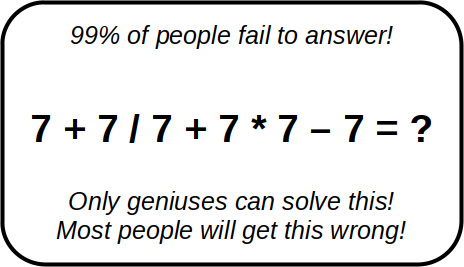 99% of people fail to answer!
7 + 7 / 7 + 7 * 7 – 7 = ?
Only geniuses can solve this!
Most people will get this wrong!